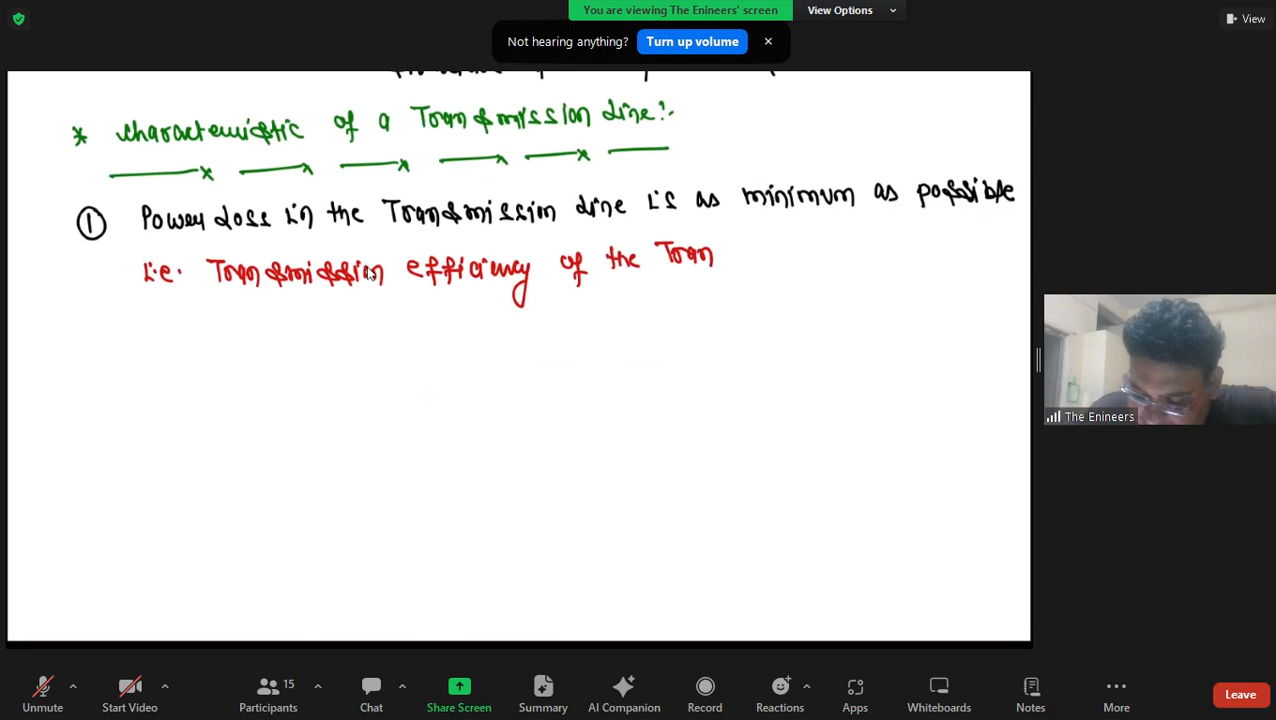 You are viewing The Enineers' screen
View Options
View
Not hearing anything?
Turn up volume
* characteristic of a Transmission Line:-
① Power Loss in the Transmission Line is as minimum as possible
i.e. Transmission efficiency of the Tran
The Enineers
15
Unmute
Start Video
Participants
Chat
Share Screen
Summary
AI Companion
Record
Reactions
Apps
Whiteboards
Notes
More
Leave